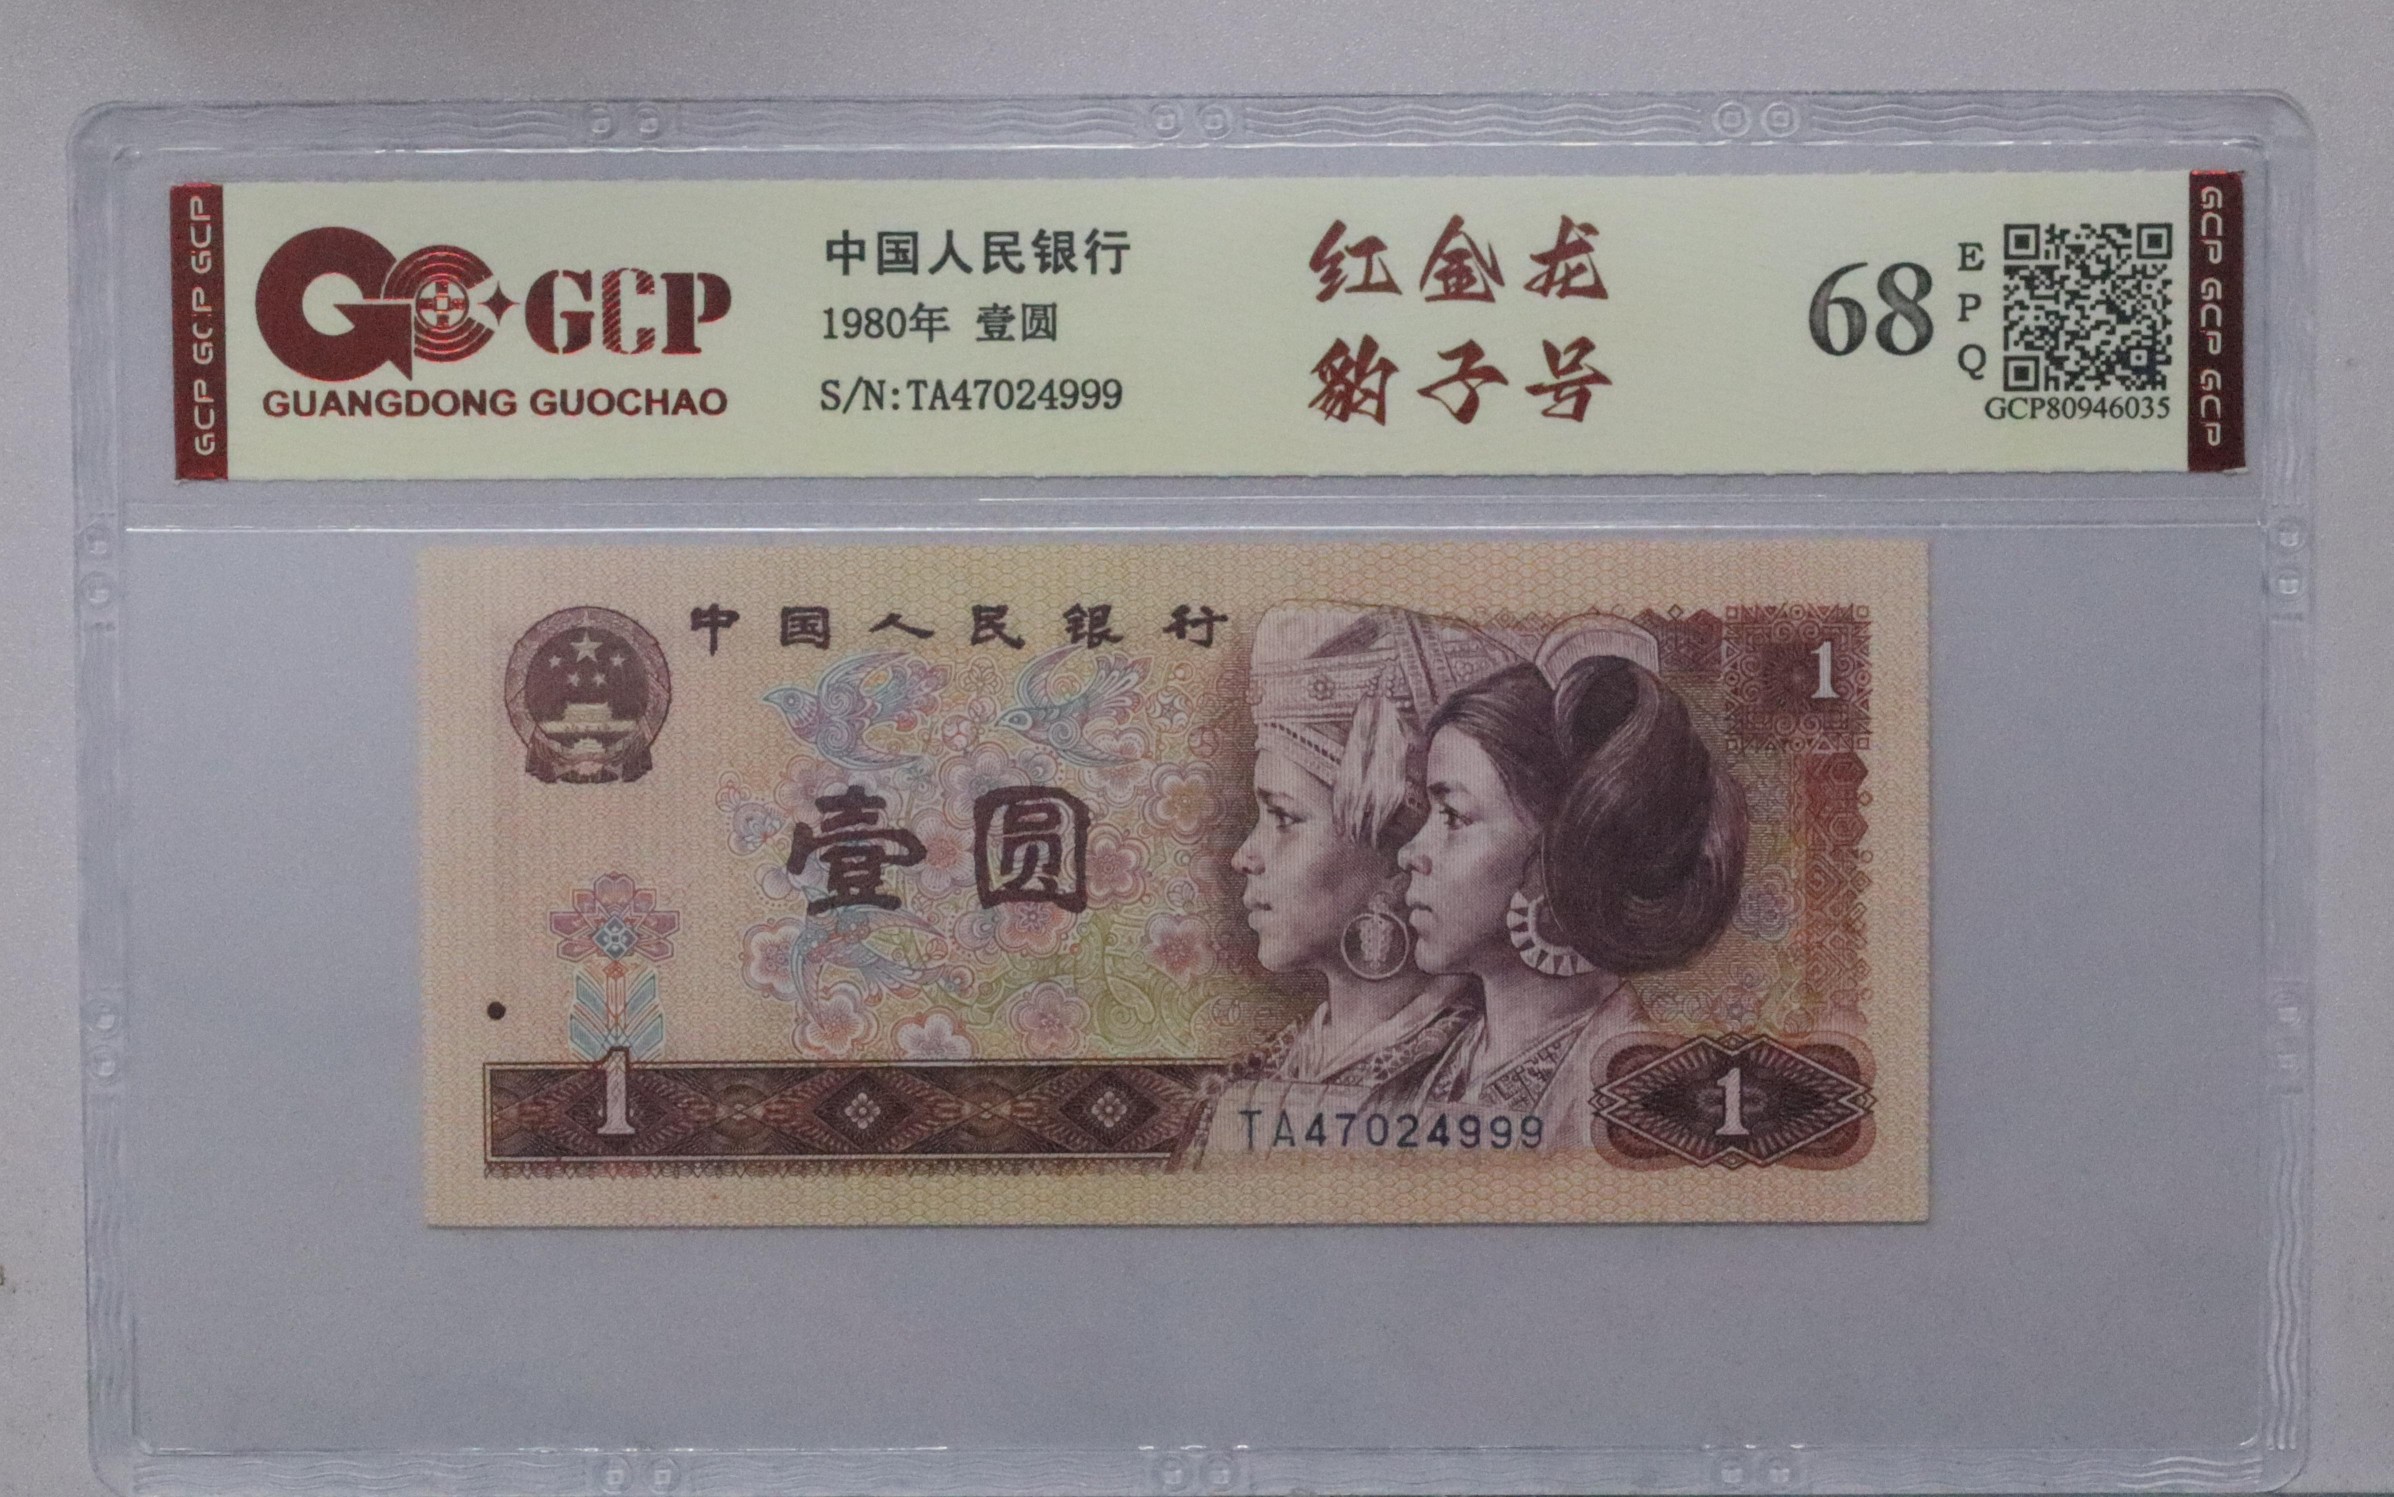 GCP GCP GCP
GCP
GUANGDONG GUOCHAO
中国人民银行
1980年 壹圆
S/N:TA47024999
红金龙
豹子号
68
EPQ
GCP80946035
GCP GCP GCP
中国人民银行
1
壹圆
1
TA47024999
1